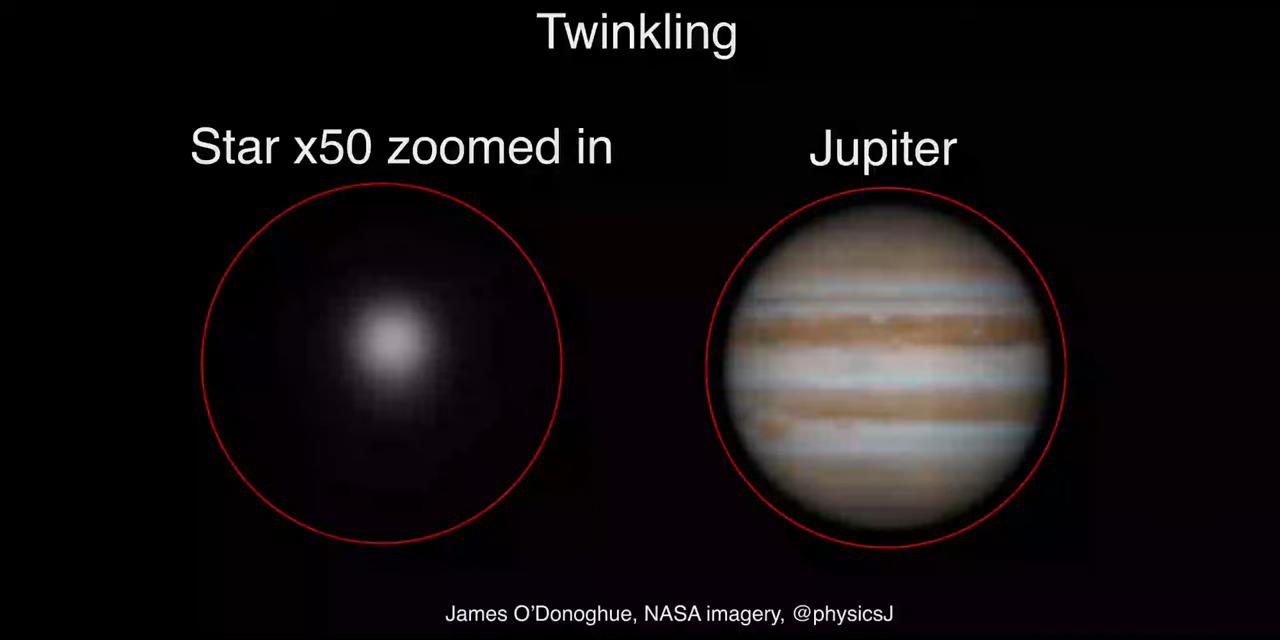 Twinkling
Star x50 zoomed in
Jupiter
James O’Donoghue, NASA imagery, @physicsJ